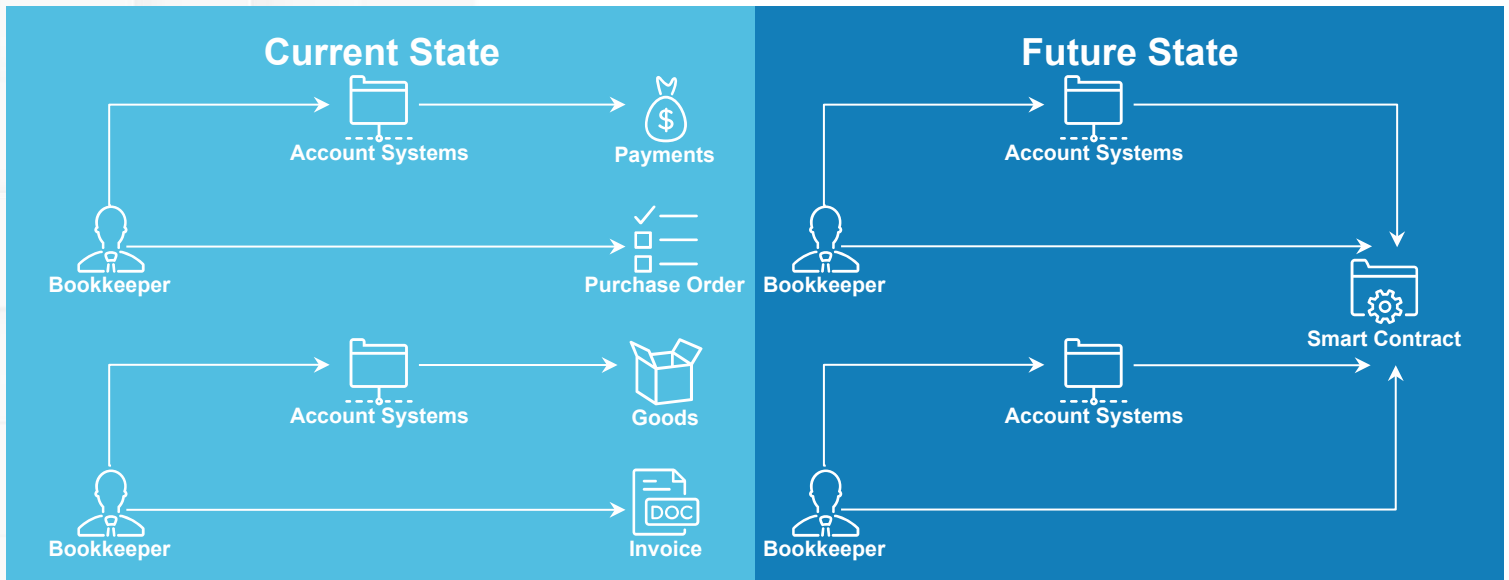 Current State
Account Systems
$
Payments
Bookkeeper
Purchase Order
Account Systems
Goods
Bookkeeper
DOC
Invoice
Future State
Account Systems
Bookkeeper
Smart Contract
Account Systems
Bookkeeper